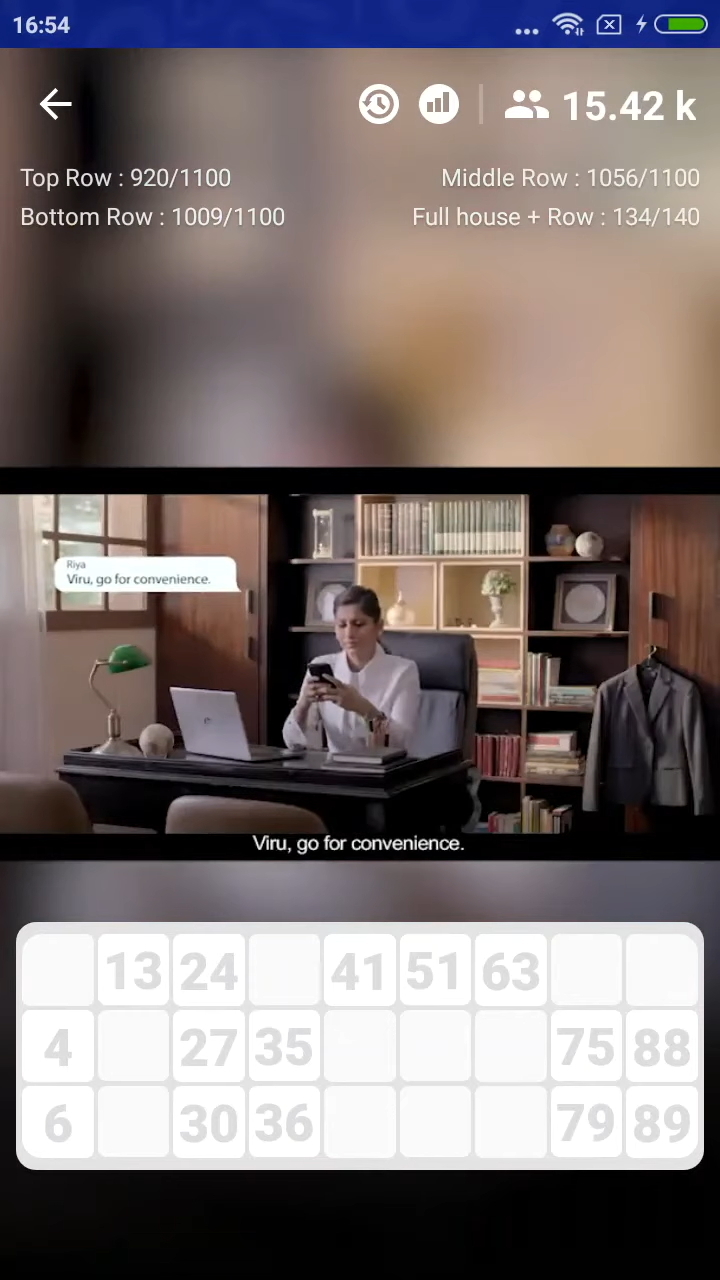 16:54
15.42 k
Top Row : 920/1100
Middle Row : 1056/1100
Bottom Row : 1009/1100
Full house + Row : 134/140
Riya
Viru, go for convenience.
Viru, go for convenience.
13 24 41 51 63
4 27 35 75 88
6 30 36 79 89